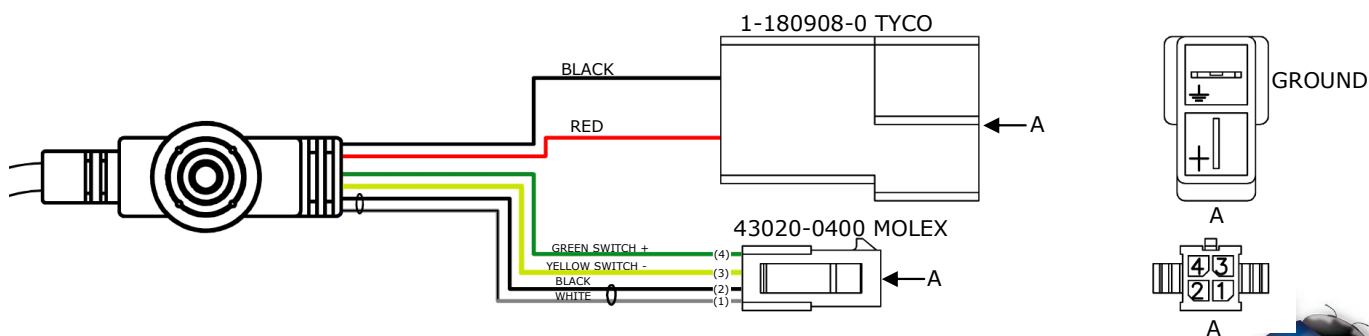 1-180908-0 TYCO
BLACK
GROUND
RED
A
+
A
43020-0400 MOLEX
GREEN SWITCH + (4)
YELLOW SWITCH - (3)
BLACK (2)
WHITE (1)
A
4 3
2 1
A